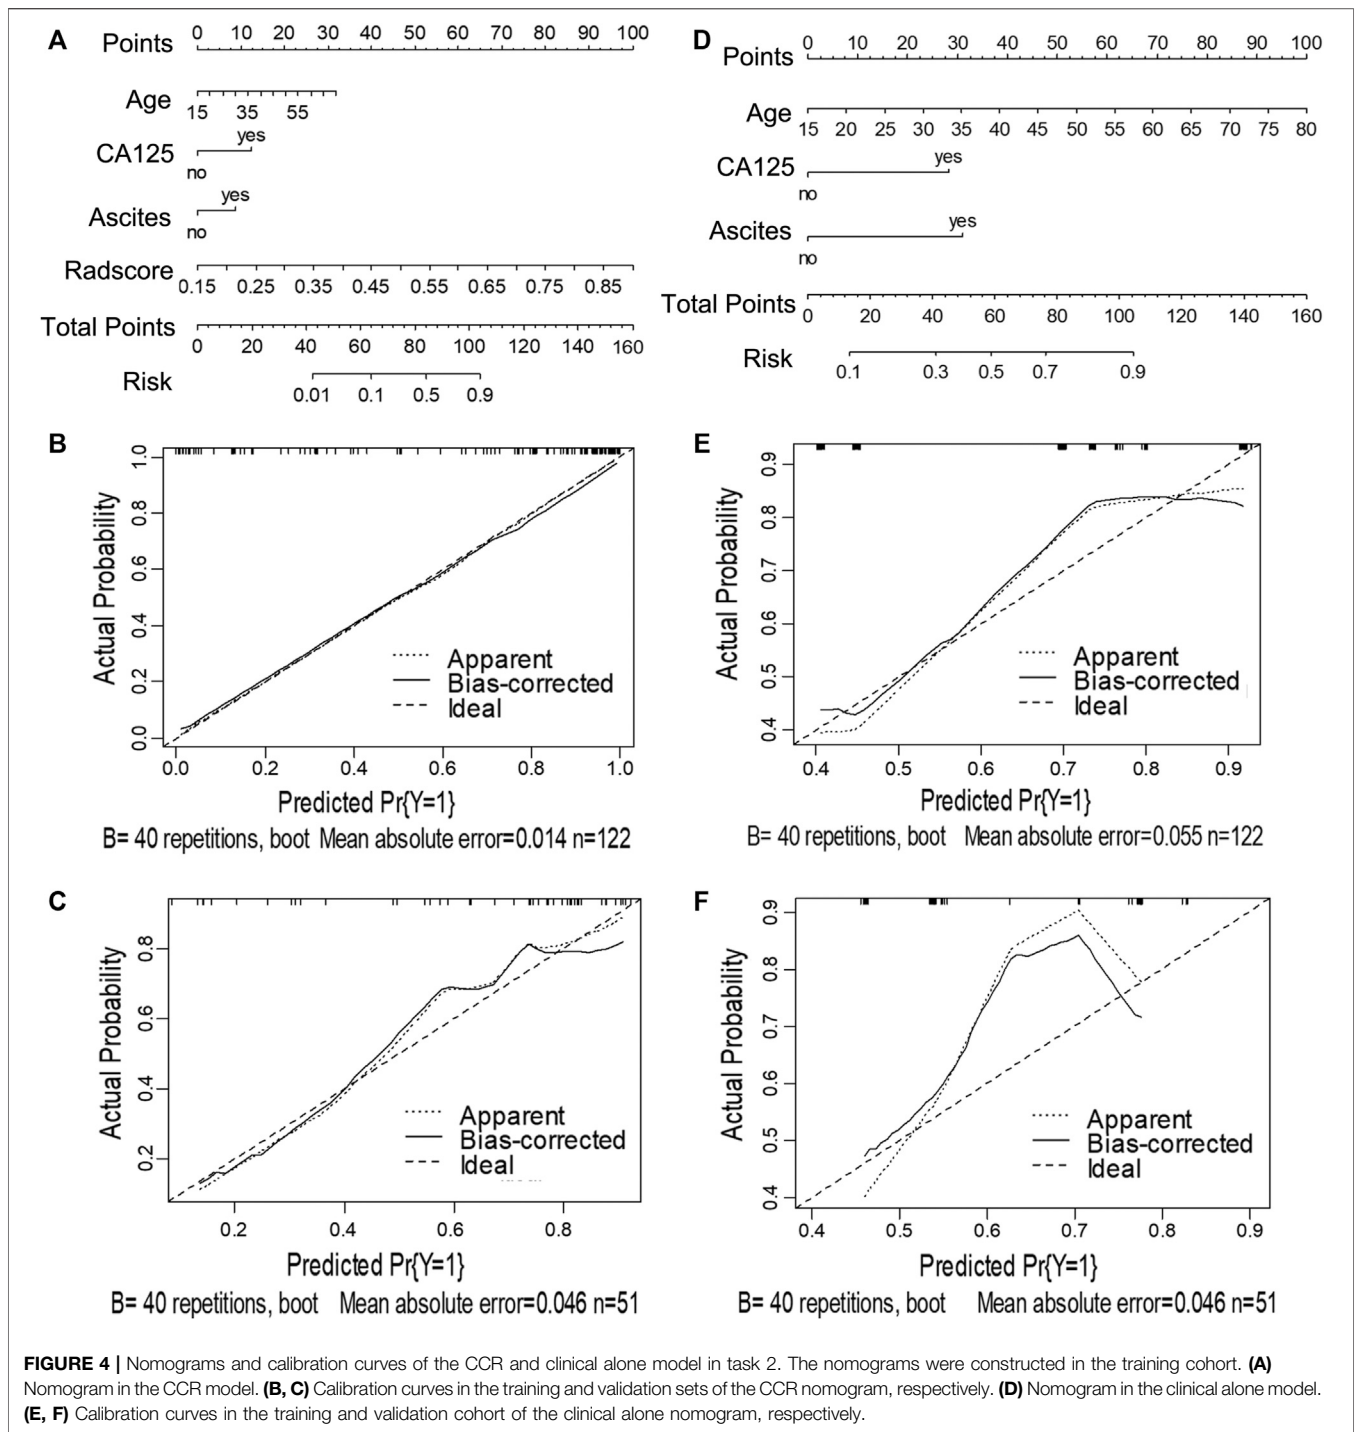 A
Points
0 10 20 30 40 50 60 70 80 90 100
Age
15 35 55
yes
CA125
no
yes
Ascites
no
Radscore
0.15 0.25 0.35 0.45 0.55 0.65 0.75 0.85
Total Points
0 20 40 60 80 100 120 140 160
Risk
0.01 0.1 0.5 0.9
D
Points
0 10 20 30 40 50 60 70 80 90 100
Age
15 20 25 30 35 40 45 50 55 60 65 70 75 80
yes
CA125
no
yes
Ascites
no
Total Points
0 20 40 60 80 100 120 140 160
Risk
0.1 0.3 0.5 0.7 0.9
B
Actual Probability
1.0
0.8
0.6
0.4
0.2
0.0
Apparent
Bias-corrected
Ideal
0.0 0.2 0.4 0.6 0.8 1.0
Predicted Pr{Y=1}
B= 40 repetitions, boot Mean absolute error=0.014 n=122
E
Actual Probability
0.9
0.8
0.7
0.6
0.5
0.4
Apparent
Bias-corrected
Ideal
0.4 0.5 0.6 0.7 0.8 0.9
Predicted Pr{Y=1}
B= 40 repetitions, boot Mean absolute error=0.055 n=122
C
Actual Probability
0.8
0.6
0.4
0.2
Apparent
Bias-corrected
Ideal
0.2 0.4 0.6 0.8
Predicted Pr{Y=1}
B= 40 repetitions, boot Mean absolute error=0.046 n=51
F
Actual Probability
0.9
0.8
0.7
0.6
0.5
0.4
Apparent
Bias-corrected
Ideal
0.4 0.5 0.6 0.7 0.8 0.9
Predicted Pr{Y=1}
B= 40 repetitions, boot Mean absolute error=0.046 n=51
FIGURE 4 | Nomograms and calibration curves of the CCR and clinical alone model in task 2. The nomograms were constructed in the training cohort. (A)
Nomogram in the CCR model. (B, C) Calibration curves in the training and validation sets of the CCR nomogram, respectively. (D) Nomogram in the clinical alone model.
(E, F) Calibration curves in the training and validation cohort of the clinical alone nomogram, respectively.